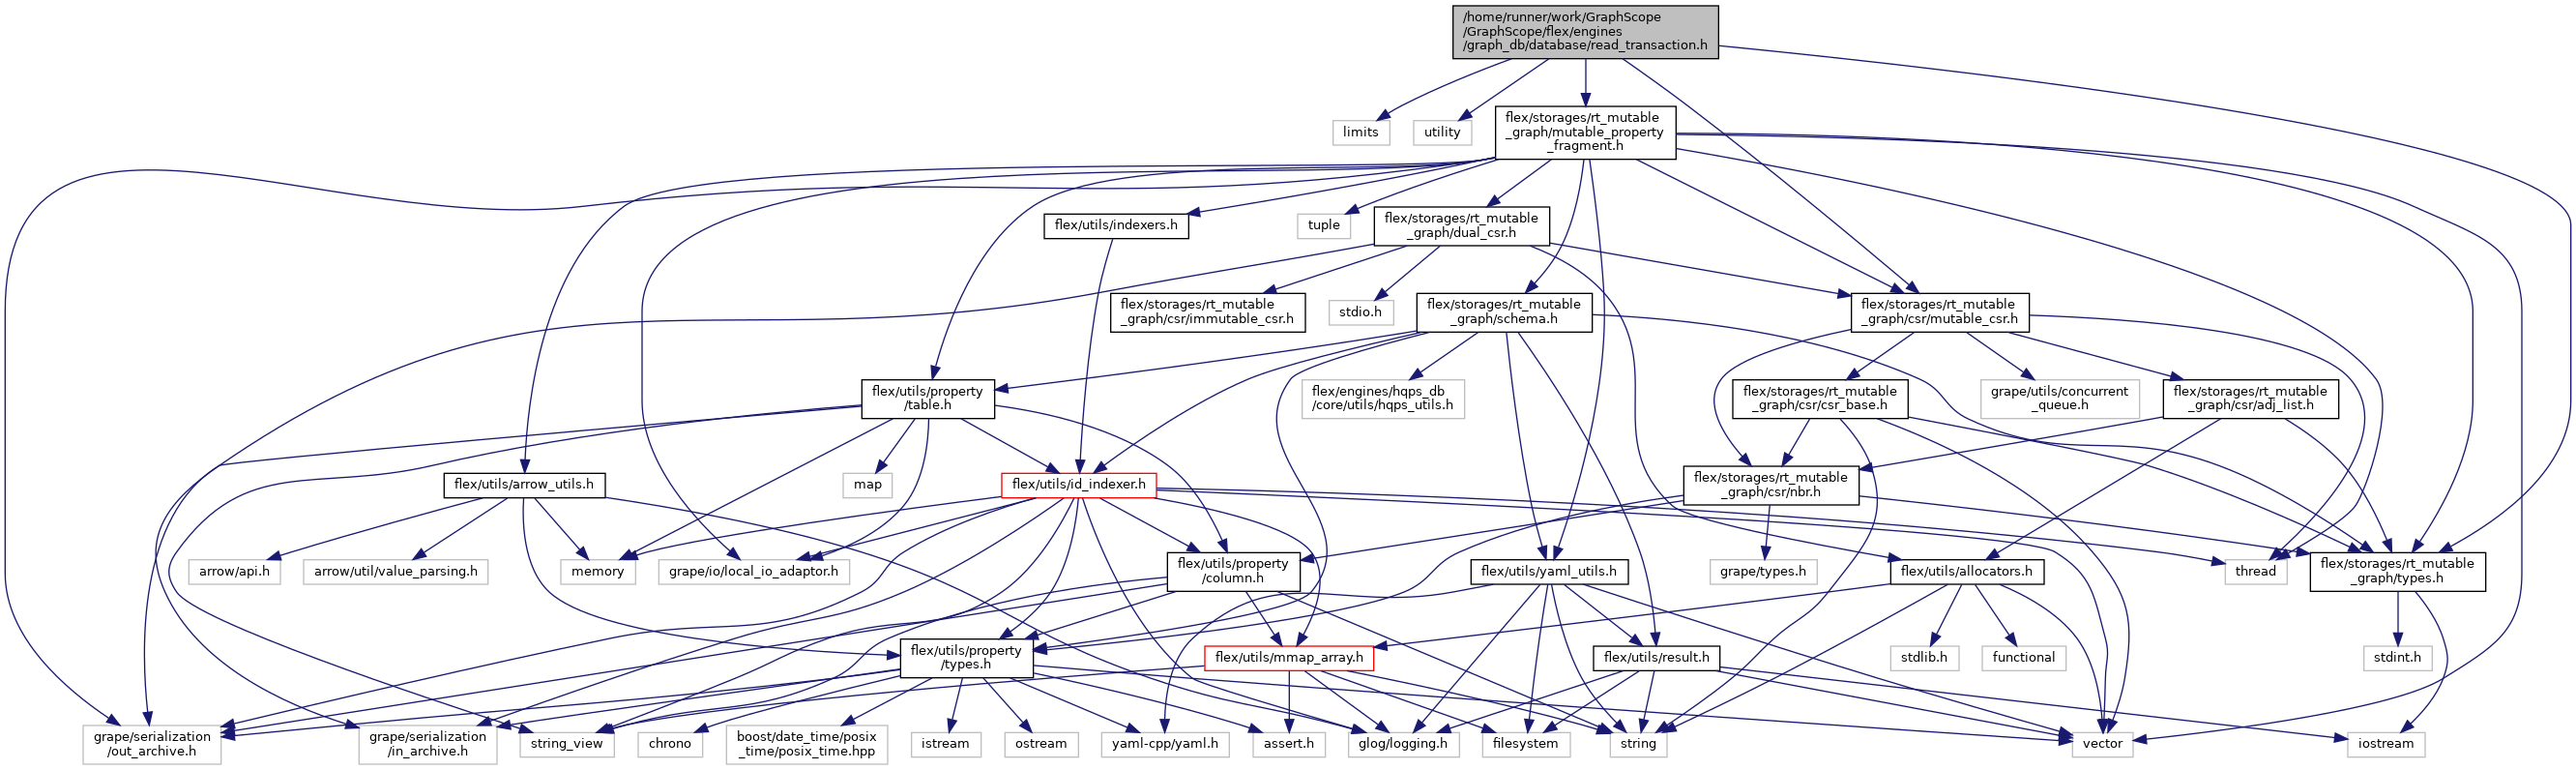 /home/runner/work/GraphScope
/GraphScope/flex/engines
/graph_db/database/read_transaction.h
limits
utility
flex/storages/rt_mutable
_graph/mutable_property
_fragment.h
flex/utils/indexers.h
tuple
flex/storages/rt_mutable
_graph/dual_csr.h
flex/storages/rt_mutable
_graph/csr/immutable_csr.h
stdio.h
flex/storages/rt_mutable
_graph/schema.h
flex/storages/rt_mutable
_graph/csr/mutable_csr.h
flex/utils/property
/table.h
flex/engines/hqps_db
/core/utils/hqps_utils.h
flex/storages/rt_mutable
_graph/csr/csr_base.h
grape/utils/concurrent
_queue.h
flex/storages/rt_mutable
_graph/csr/adj_list.h
flex/utils/arrow_utils.h
map
flex/utils/id_indexer.h
flex/storages/rt_mutable
_graph/csr/nbr.h
arrow/api.h
arrow/util/value_parsing.h
memory
grape/io/local_io_adaptor.h
flex/utils/property
/column.h
flex/utils/yaml_utils.h
grape/types.h
flex/utils/allocators.h
thread
flex/storages/rt_mutable
_graph/types.h
flex/utils/property
/types.h
flex/utils/mmap_array.h
flex/utils/result.h
stdlib.h
functional
stdint.h
grape/serialization
/out_archive.h
grape/serialization
/in_archive.h
string_view
chrono
boost/date_time/posix
_time/posix_time.hpp
istream
ostream
yaml-cpp/yaml.h
assert.h
glog/logging.h
filesystem
string
vector
iostream